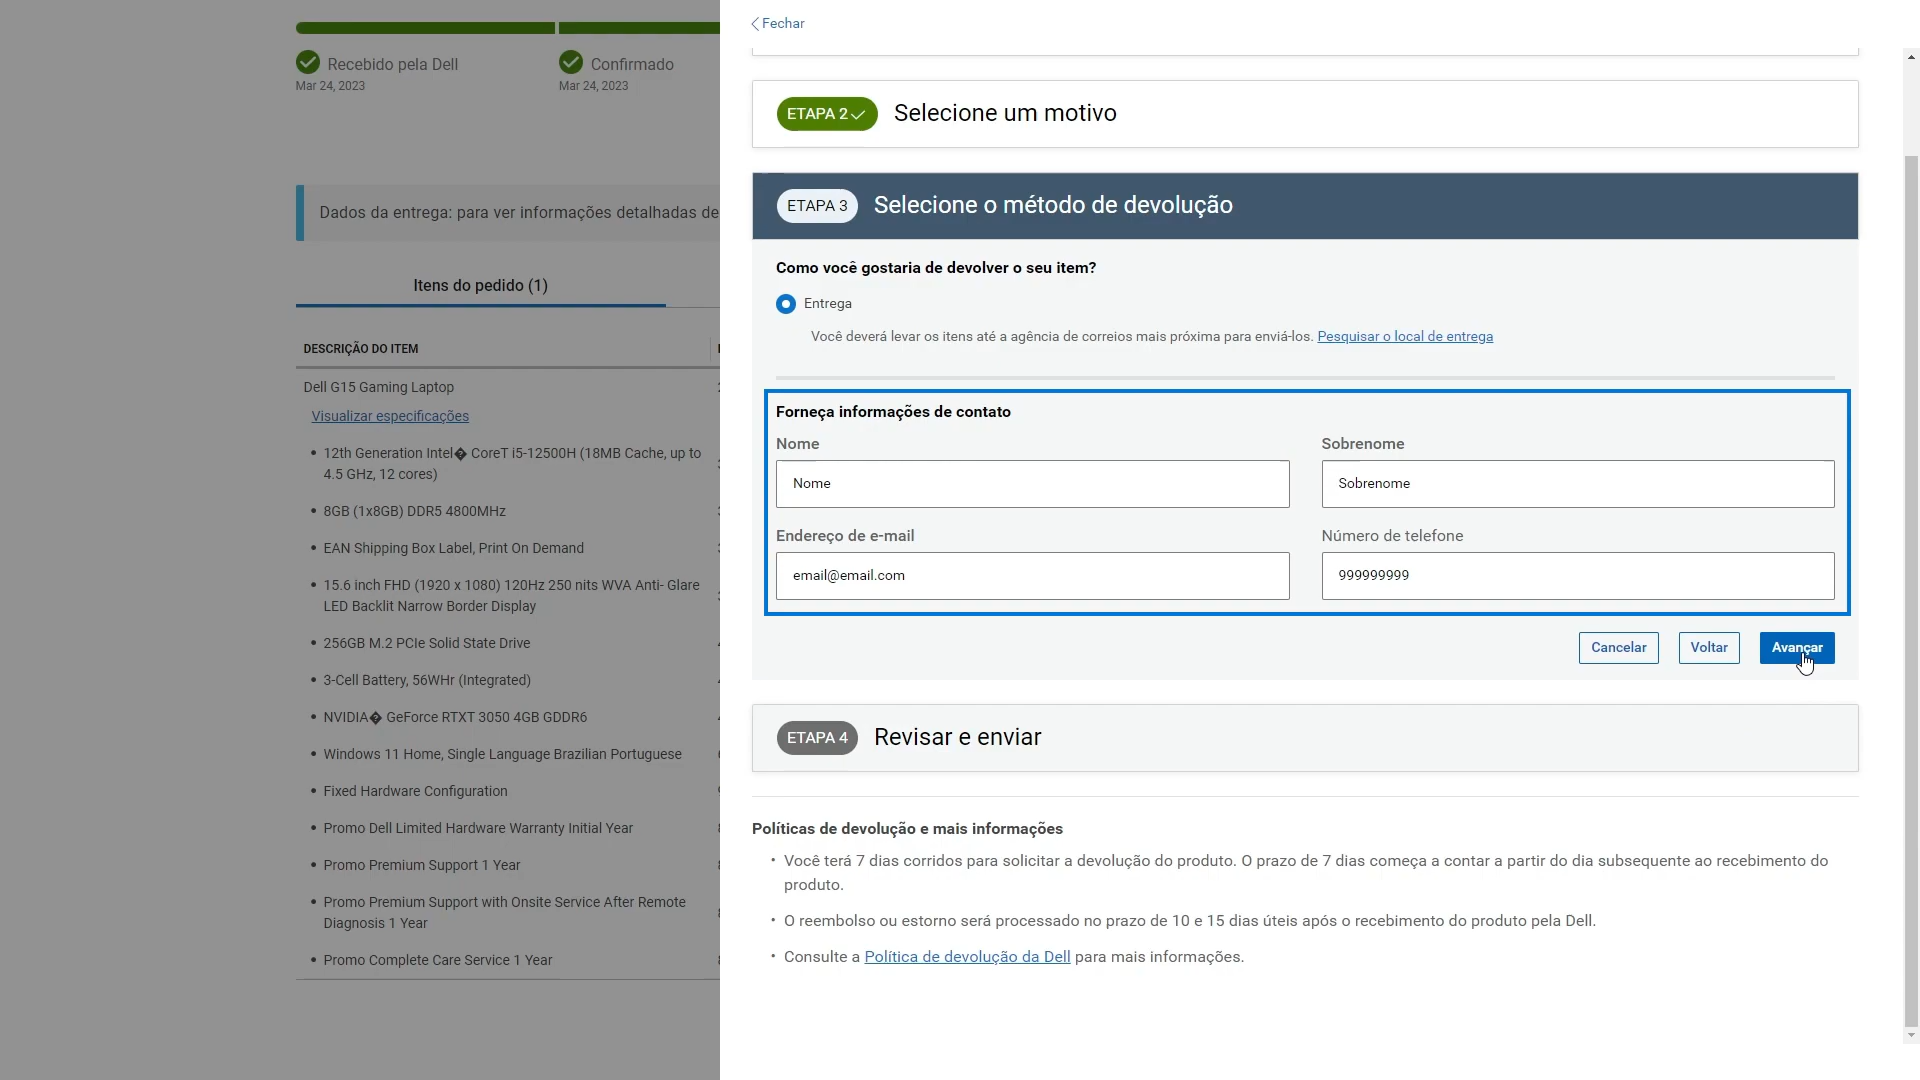 Recebido pela Dell
Mar 24, 2023
Confirmado
Mar 24, 2023
Dados da entrega: para ver informações detalhadas de
Itens do pedido (1)
DESCRIÇÃO DO ITEM
Dell G15 Gaming Laptop
Visualizar especificações
• 12th Generation Intel� CoreT i5-12500H (18MB Cache, up to
4.5 GHz, 12 cores)
• 8GB (1x8GB) DDR5 4800MHz
• EAN Shipping Box Label, Print On Demand
• 15.6 inch FHD (1920 x 1080) 120Hz 250 nits WVA Anti- Glare
LED Backlit Narrow Border Display
• 256GB M.2 PCIe Solid State Drive
• 3-Cell Battery, 56WHr (Integrated)
• NVIDIA� GeForce RTXT 3050 4GB GDDR6
• Windows 11 Home, Single Language Brazilian Portuguese
• Fixed Hardware Configuration
• Promo Dell Limited Hardware Warranty Initial Year
• Promo Premium Support 1 Year
• Promo Premium Support with Onsite Service After Remote
Diagnosis 1 Year
• Promo Complete Care Service 1 Year
Fechar
ETAPA 2 Selecione um motivo
ETAPA 3 Selecione o método de devolução
Como você gostaria de devolver o seu item?
Entrega
Você deverá levar os itens até a agência de correios mais próxima para enviá-los. Pesquisar o local de entrega
Forneça informações de contato
Nome
Sobrenome
Nome
Sobrenome
Endereço de e-mail
Número de telefone
email@email.com
999999999
Cancelar
Voltar
Avançar
ETAPA 4 Revisar e enviar
Políticas de devolução e mais informações
• Você terá 7 dias corridos para solicitar a devolução do produto. O prazo de 7 dias começa a contar a partir do dia subsequente ao recebimento do
produto.
• O reembolso ou estorno será processado no prazo de 10 e 15 dias úteis após o recebimento do produto pela Dell.
• Consulte a Política de devolução da Dell para mais informações.